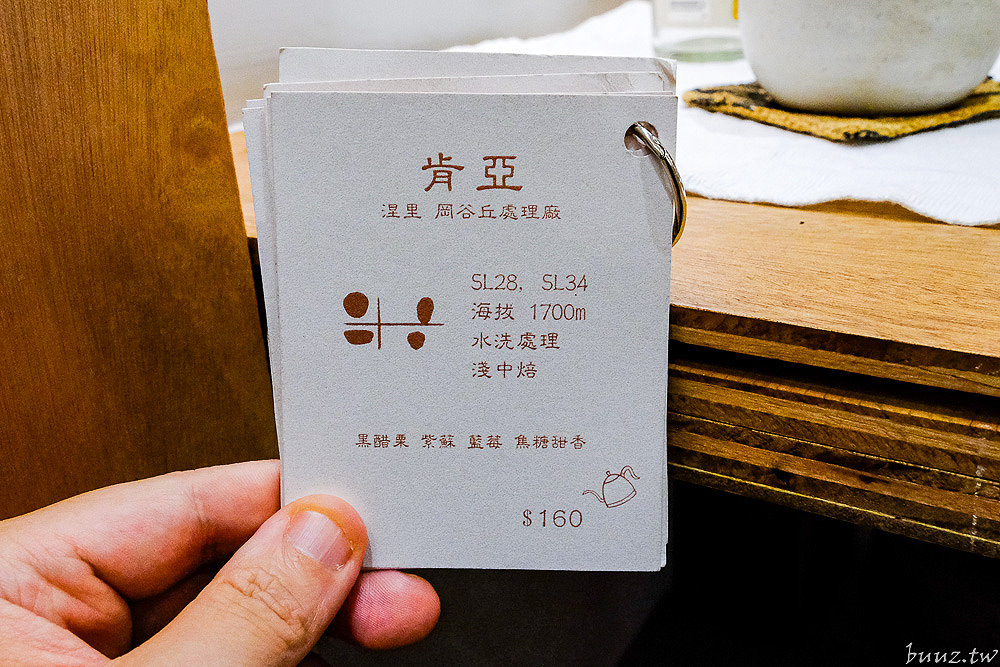 肯亞
涅里 岡谷丘處理廠
SL28, SL34
海拔 1700m
水洗處理
淺中焙
黑醋栗 紫蘇 藍莓 焦糖甜香
$160
buuz.tw